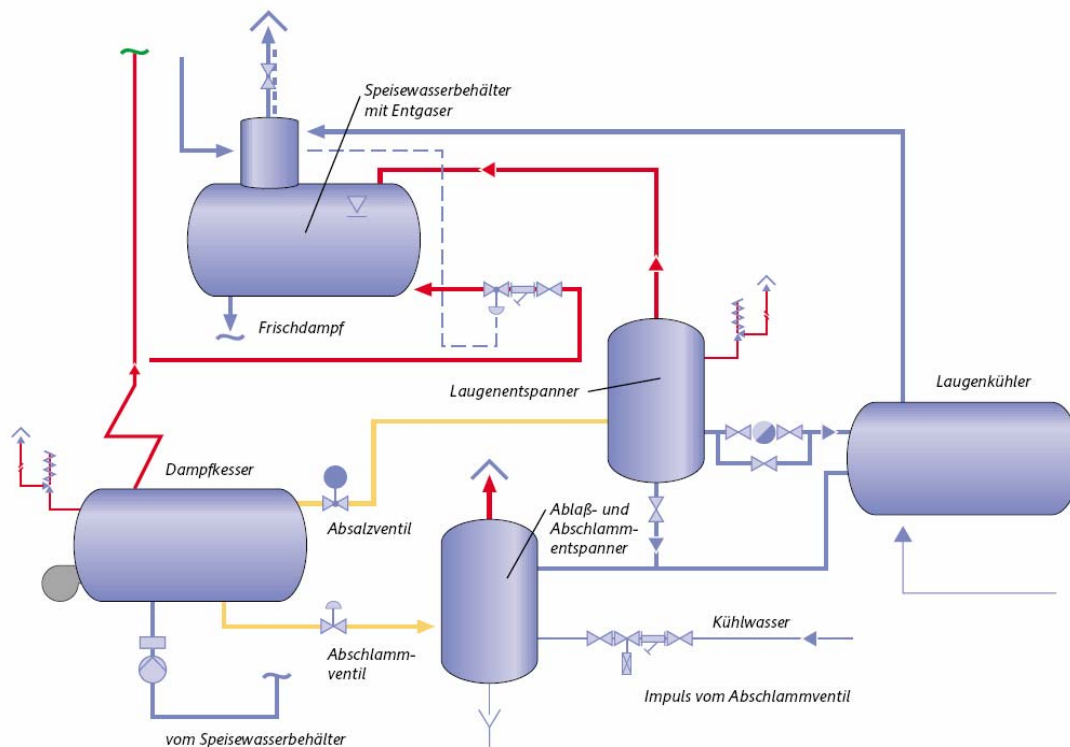 Speisewasserbehälter
mit Entgaser
Frischdampf
Laugenentspanner
Laugenkühler
Dampfkesser
Absalzventil
Ablaß- und
Abschlamm-
entspanner
Kühlwasser
Abschlamm-
ventil
Impuls vom Abschlammventil
vom Speisewasserbehälter